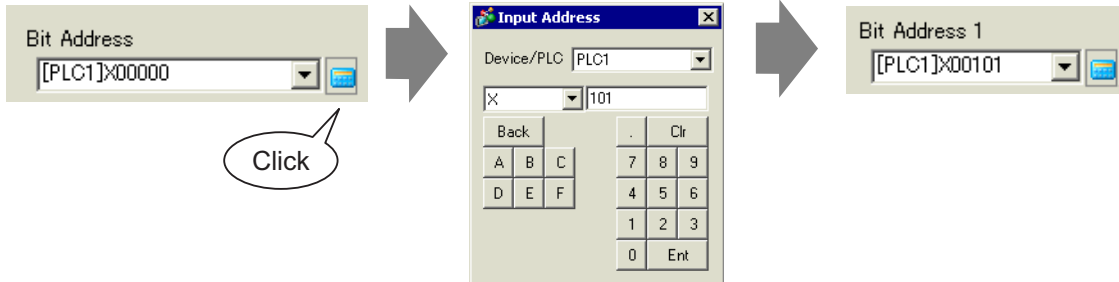 Bit Address
[PLC1]X00000
Click
Input Address
Device/PLC PLC1
X 101
Back . Clr
A B C 7 8 9
D E F 4 5 6
1 2 3
0 Ent
Bit Address 1
[PLC1]X00101